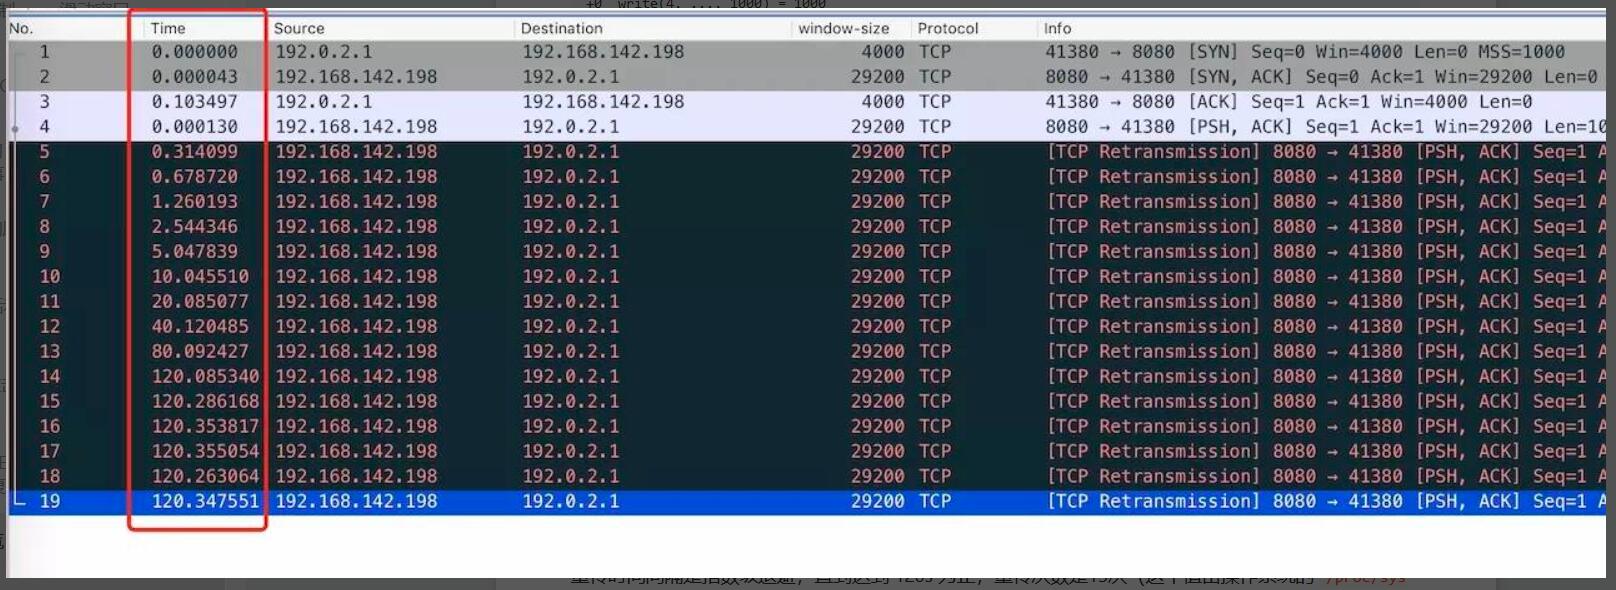 +0 write(4, ..., 1000) = 1000
No. Time Source Destination window-size Protocol Info
1 0.000000 192.0.2.1 192.168.142.198 4000 TCP 41380 → 8080 [SYN] Seq=0 Win=4000 Len=0 MSS=1000
2 0.000043 192.168.142.198 192.0.2.1 29200 TCP 8080 → 41380 [SYN, ACK] Seq=0 Ack=1 Win=29200 Len=0
3 0.103497 192.0.2.1 192.168.142.198 4000 TCP 41380 → 8080 [ACK] Seq=1 Ack=1 Win=4000 Len=0
4 0.000130 192.168.142.198 192.0.2.1 29200 TCP 8080 → 41380 [PSH, ACK] Seq=1 Ack=1 Win=29200 Len=10
5 0.314099 192.168.142.198 192.0.2.1 29200 TCP [TCP Retransmission] 8080 → 41380 [PSH, ACK] Seq=1 A
6 0.678720 192.168.142.198 192.0.2.1 29200 TCP [TCP Retransmission] 8080 → 41380 [PSH, ACK] Seq=1 A
7 1.260193 192.168.142.198 192.0.2.1 29200 TCP [TCP Retransmission] 8080 → 41380 [PSH, ACK] Seq=1 A
8 2.544346 192.168.142.198 192.0.2.1 29200 TCP [TCP Retransmission] 8080 → 41380 [PSH, ACK] Seq=1 A
9 5.047839 192.168.142.198 192.0.2.1 29200 TCP [TCP Retransmission] 8080 → 41380 [PSH, ACK] Seq=1 A
10 10.045510 192.168.142.198 192.0.2.1 29200 TCP [TCP Retransmission] 8080 → 41380 [PSH, ACK] Seq=1 A
11 20.085077 192.168.142.198 192.0.2.1 29200 TCP [TCP Retransmission] 8080 → 41380 [PSH, ACK] Seq=1 A
12 40.120485 192.168.142.198 192.0.2.1 29200 TCP [TCP Retransmission] 8080 → 41380 [PSH, ACK] Seq=1 A
13 80.092427 192.168.142.198 192.0.2.1 29200 TCP [TCP Retransmission] 8080 → 41380 [PSH, ACK] Seq=1 A
14 120.085340 192.168.142.198 192.0.2.1 29200 TCP [TCP Retransmission] 8080 → 41380 [PSH, ACK] Seq=1 A
15 120.286168 192.168.142.198 192.0.2.1 29200 TCP [TCP Retransmission] 8080 → 41380 [PSH, ACK] Seq=1 A
16 120.353817 192.168.142.198 192.0.2.1 29200 TCP [TCP Retransmission] 8080 → 41380 [PSH, ACK] Seq=1 A
17 120.355054 192.168.142.198 192.0.2.1 29200 TCP [TCP Retransmission] 8080 → 41380 [PSH, ACK] Seq=1 A
18 120.263064 192.168.142.198 192.0.2.1 29200 TCP [TCP Retransmission] 8080 → 41380 [PSH, ACK] Seq=1 A
19 120.347551 192.168.142.198 192.0.2.1 29200 TCP [TCP Retransmission] 8080 → 41380 [PSH, ACK] Seq=1 A
/proc/sys